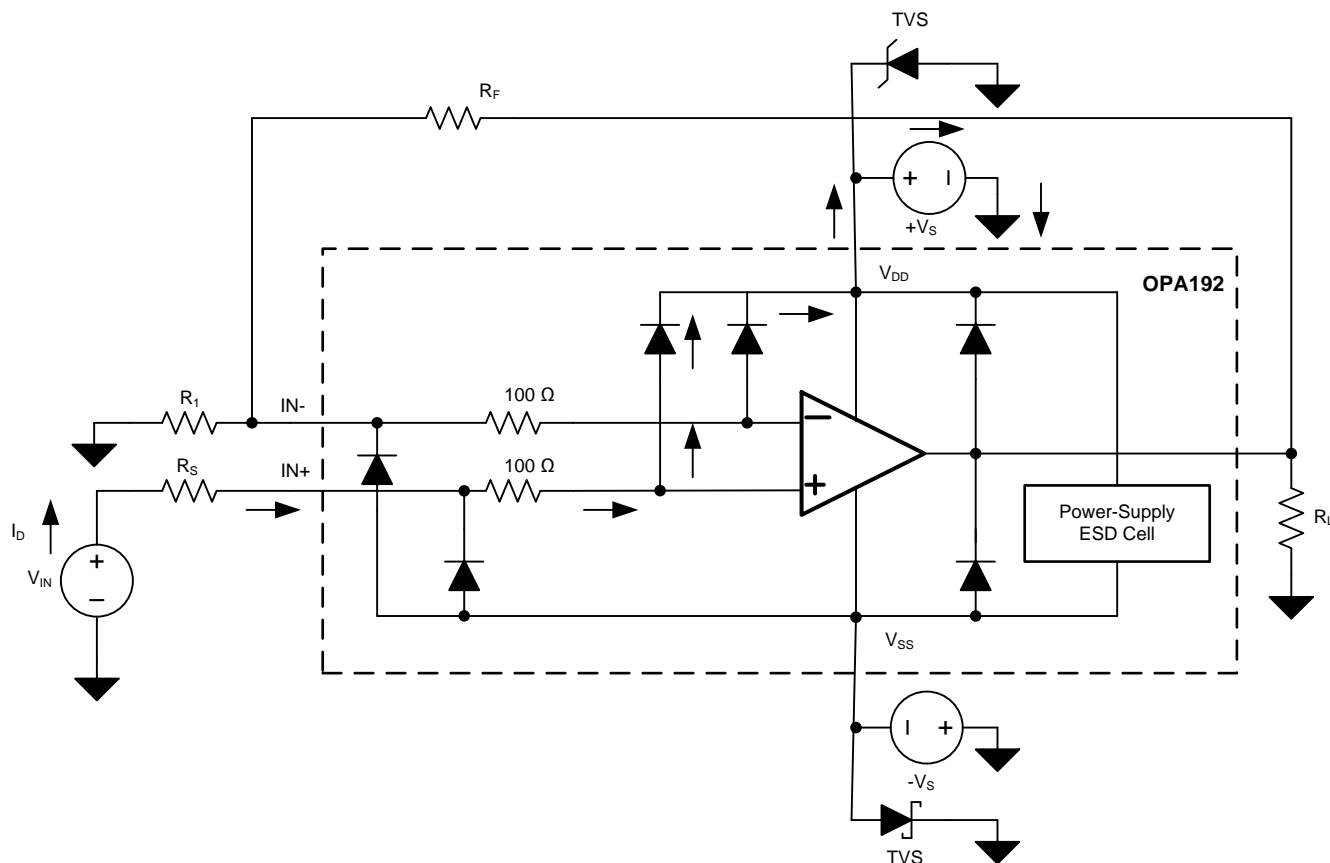 TVS
R_F
+ I
+V_S
V_DD
OPA192
R_1
IN-
100 Ω
R_S
IN+
100 Ω
I_D
V_IN
+
–
–
+
Power-Supply
ESD Cell
R_L
V_SS
I +
-V_S
TVS